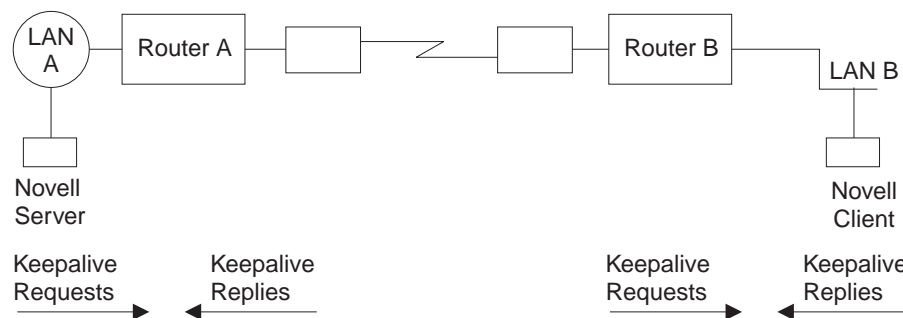 LAN
A
Router A
Router B
LAN B
Novell
Server
Novell
Client
Keepalive
Requests
Keepalive
Replies
Keepalive
Requests
Keepalive
Replies